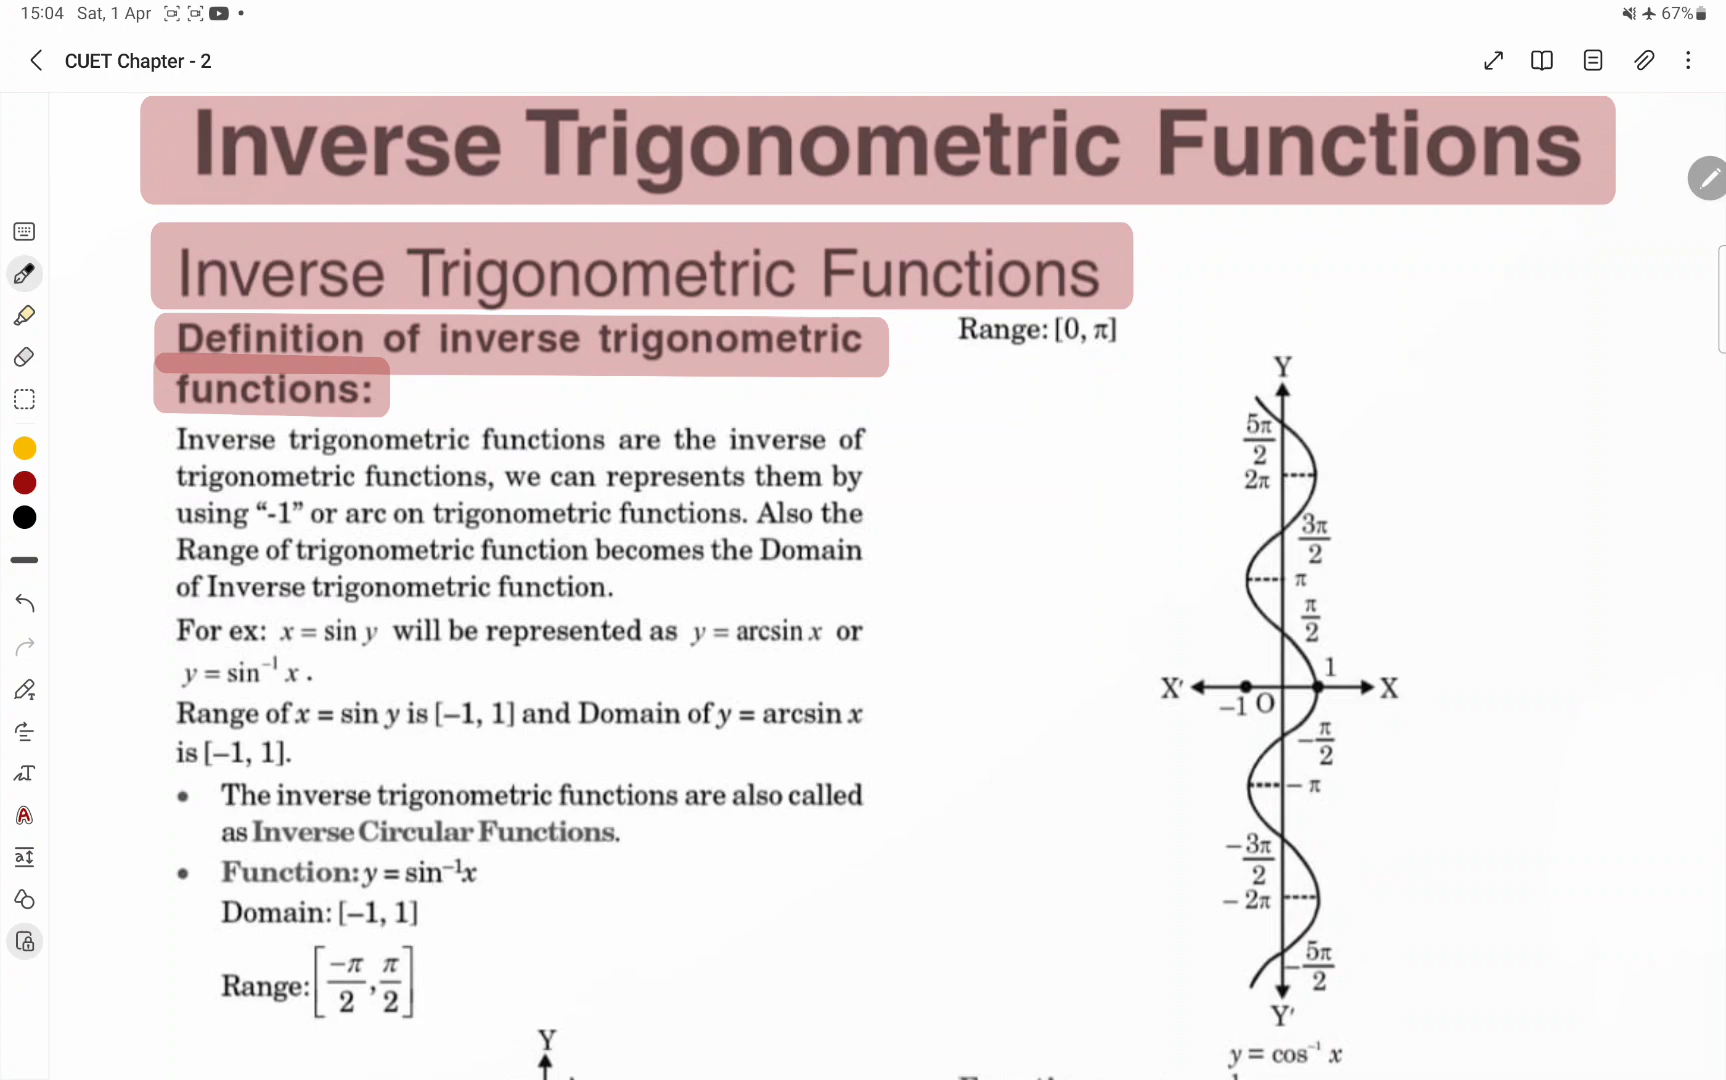 15:04 Sat, 1 Apr
67%
CUET Chapter - 2
Inverse Trigonometric Functions
Inverse Trigonometric Functions
Definition of inverse trigonometric
functions:
Inverse trigonometric functions are the inverse of
trigonometric functions, we can represents them by
using “-1” or arc on trigonometric functions. Also the
Range of trigonometric function becomes the Domain
of Inverse trigonometric function.
For ex: x = sin y will be represented as y = arcsin x or
y = sin⁻¹ x .
Range of x = sin y is [–1, 1] and Domain of y = arcsin x
is [–1, 1].
• The inverse trigonometric functions are also called
as Inverse Circular Functions.
• Function: y = sin⁻¹x
Domain: [–1, 1]
Range: [-π/2, π/2]
Y
Range: [0, π]
Y
5π/2
2π
3π/2
π
π/2
1
X' X
–1 O
-π/2
– π
-3π/2
– 2π
-5π/2
Y'
y = cos⁻¹ x